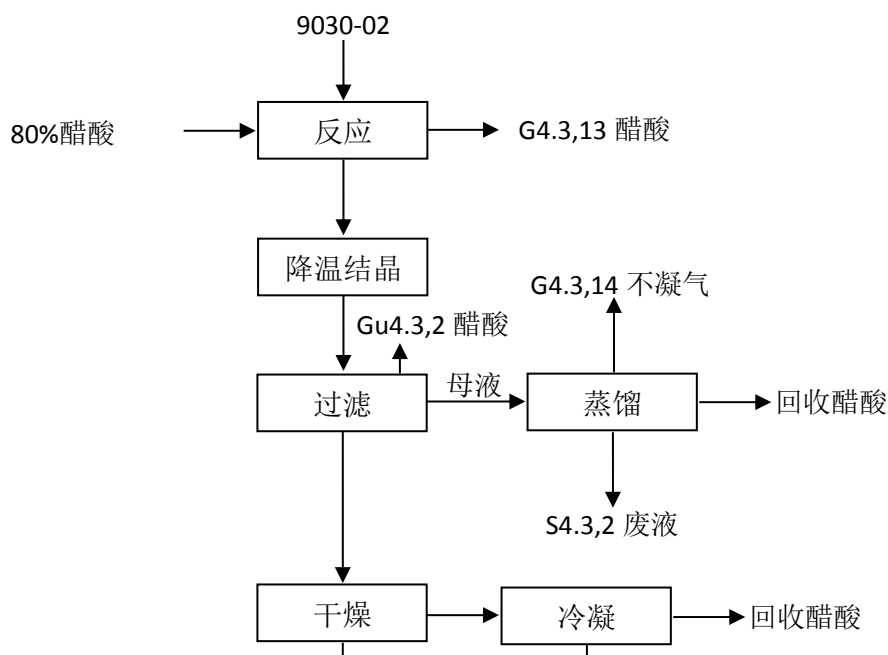 9030-02
80%醋酸
反应
G4.3,13 醋酸
降温结晶
G4.3,14 不凝气
Gu4.3,2 醋酸
过滤
母液
蒸馏
回收醋酸
S4.3,2 废液
干燥
冷凝
回收醋酸